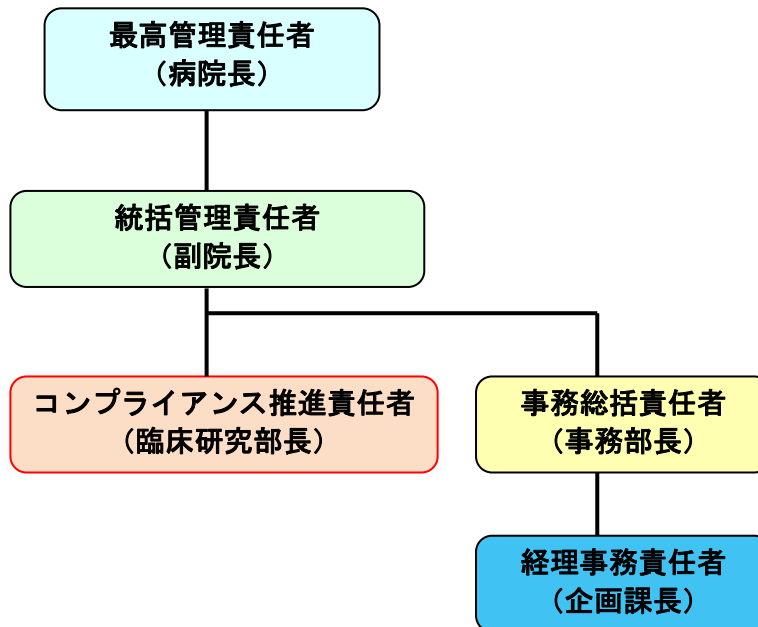 最高管理責任者
（病院長）
統括管理責任者
（副院長）
コンプライアンス推進責任者
（臨床研究部長）
事務総括責任者
（事務部長）
経理事務責任者
（企画課長）